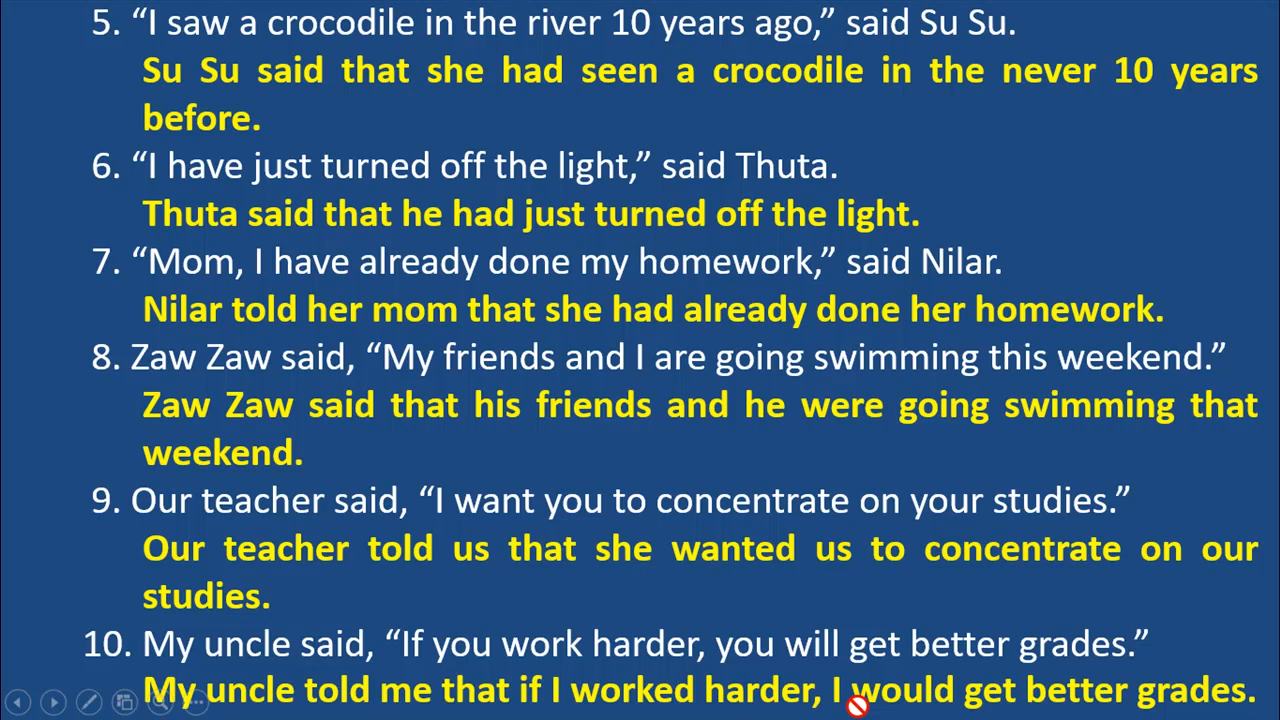 5. “I saw a crocodile in the river 10 years ago,” said Su Su.
Su Su said that she had seen a crocodile in the never 10 years
before.
6. “I have just turned off the light,” said Thuta.
Thuta said that he had just turned off the light.
7. “Mom, I have already done my homework,” said Nilar.
Nilar told her mom that she had already done her homework.
8. Zaw Zaw said, “My friends and I are going swimming this weekend.”
Zaw Zaw said that his friends and he were going swimming that
weekend.
9. Our teacher said, “I want you to concentrate on your studies.”
Our teacher told us that she wanted us to concentrate on our
studies.
10. My uncle said, “If you work harder, you will get better grades.”
My uncle told me that if I worked harder, I would get better grades.